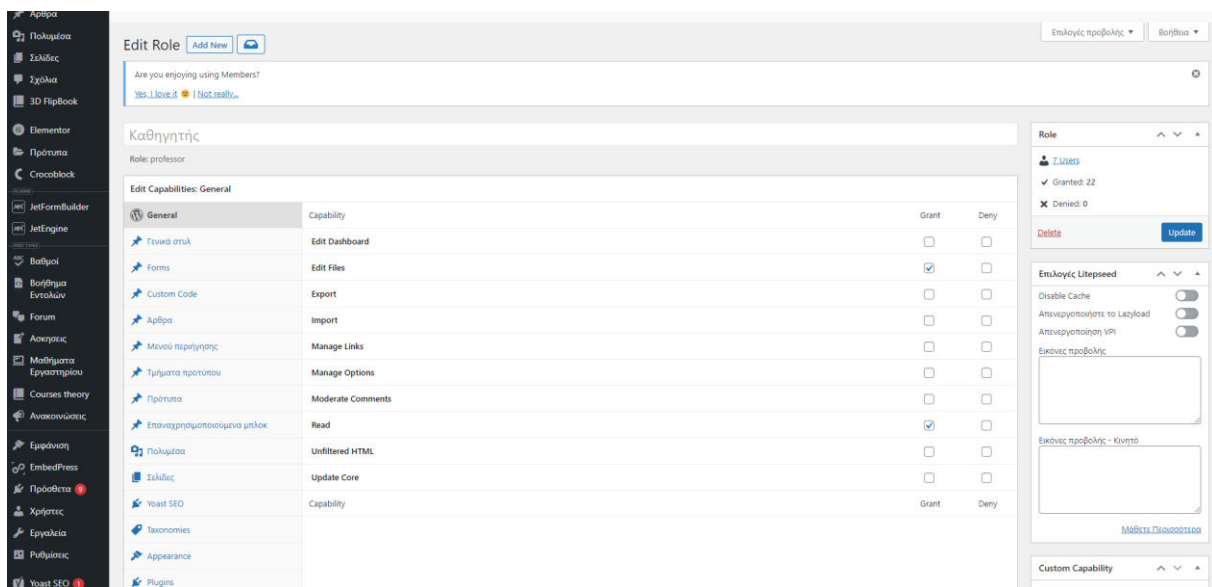 Άρθρα
Πολυμέσα
Σελίδες
Σχόλια
3D FlipBook
Elementor
Πρότυπα
Crocoblock
JetFormBuilder
JetEngine
Βαθμοί
Βοήθημα
Εντολών
Forum
Ασκησεις
Μαθήματα
Εργαστηρίου
Courses theory
Ανακοινώσεις
Εμφάνιση
EmbedPress
Πρόσθετα 9
Χρήστες
Εργαλεία
Ρυθμίσεις
Yoast SEO 1
Επιλογές προβολής
Βοήθεια
Edit Role Add New
Are you enjoying using Members?
Yes, I love it | Not really...
Καθηγητής
Role: professor
Edit Capabilities: General
General Capability Grant Deny
Γενικά στυλ Edit Dashboard
Forms Edit Files
Custom Code Export
Άρθρα Import
Μενού περιήγησης Manage Links
Τμήματα προτύπου Manage Options
Πρότυπα Moderate Comments
Επαναχρησιμοποιούμενα μπλοκ Read
Πολυμέσα Unfiltered HTML
Σελίδες Update Core
Yoast SEO Capability Grant Deny
Taxonomies
Appearance
Plugins
Role
7 Users
Granted: 22
Denied: 0
Delete Update
Επιλογές Litepseed
Disable Cache
Απενεργοποιήστε το Lazyload
Απενεργοποίηση VPI
Εικόνες προβολής
Εικόνες προβολής - Κινητό
Μάθετε Περισσότερα
Custom Capability